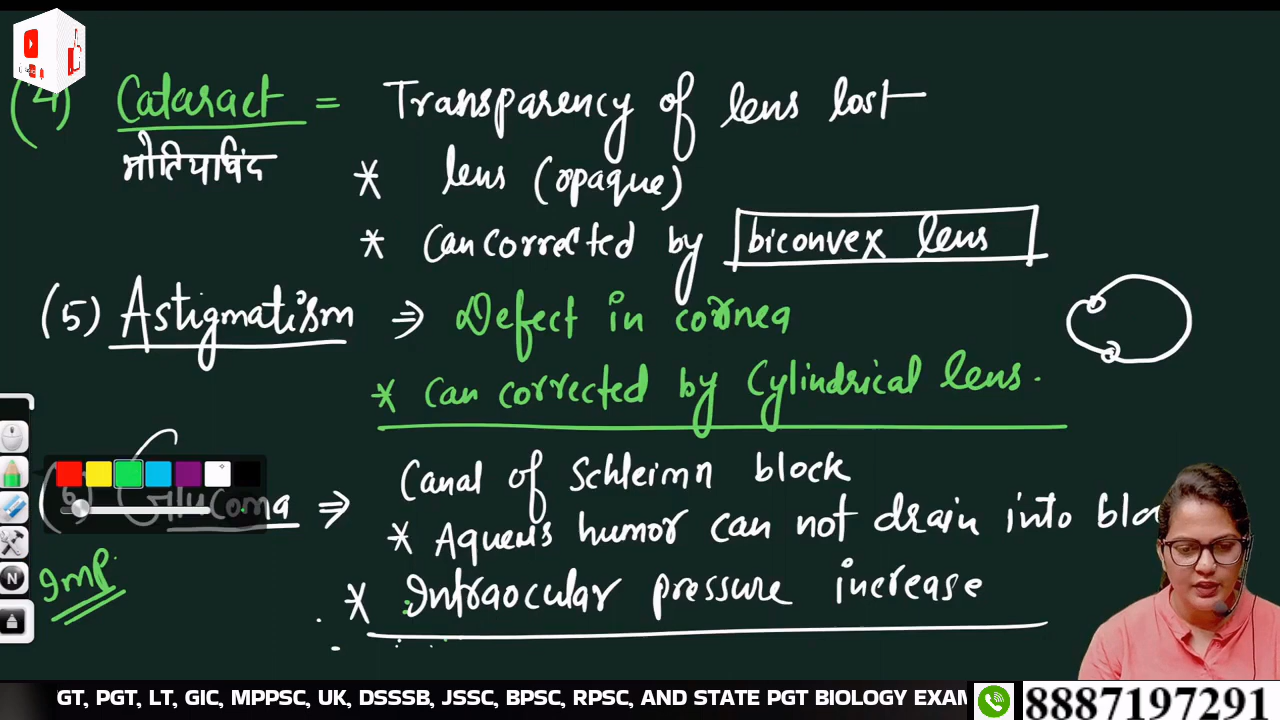 (4) Cataract = Transparency of lens lost
मोतियाबिंद
* lens (opaque)
* Can corrected by biconvex lens
(5) Astigmatism ⇒ Defect in cornea
* Can corrected by Cylindrical lens.
Glaucoma ⇒ Canal of Schleimn block
* Aqueus humor can not drain into blo
Imp.
* Intraocular pressure increase
N
GT, PGT, LT, GIC, MPPSC, UK, DSSSB, JSSC, BPSC, RPSC, AND STATE PGT BIOLOGY EXAM
8887197291